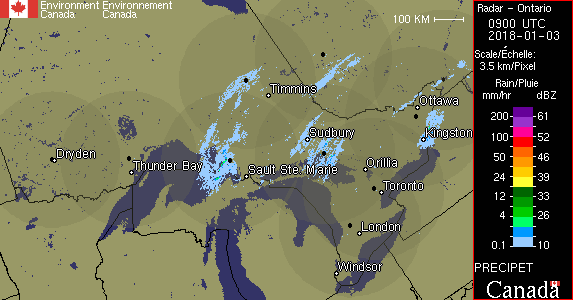 Environment Environnement
Canada Canada
100 KM
Radar - Ontario
0900 UTC
2018-01-03
Scale/Échelle:
3.5 km/Pixel
Rain/Pluie
mm/hr dBZ
200 61
100 52
50 46
24 39
12 33
4 26
0.1 10
PRECIPET
Canada
Timmins
Ottawa
Sudbury
Kingston
Dryden
Thunder Bay
Sault Ste. Marie
Orillia
Toronto
London
Windsor